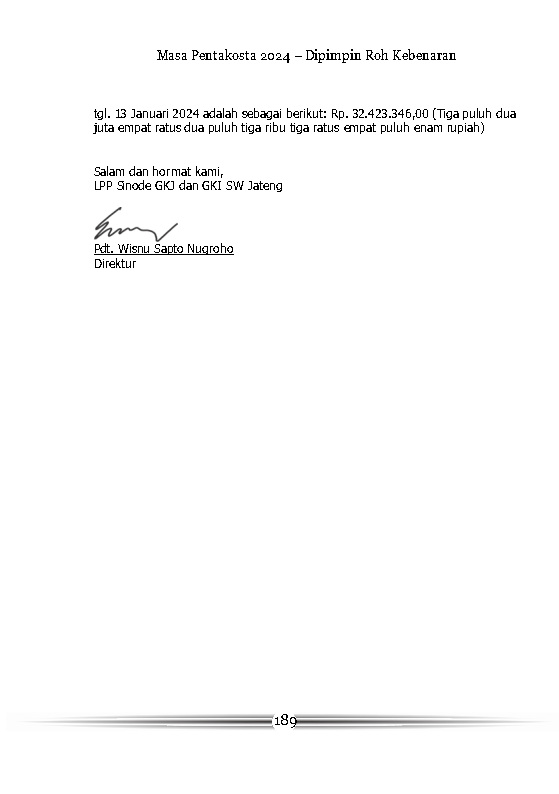 Masa Pentakosta 2024 – Dipimpin Roh Kebenaran
tgl. 13 Januari 2024 adalah sebagai berikut: Rp. 32.423.346,00 (Tiga puluh dua
juta empat ratus dua puluh tiga ribu tiga ratus empat puluh enam rupiah)
Salam dan hormat kami,
LPP Sinode GKJ dan GKI SW Jateng
Pdt. Wisnu Sapto Nugroho
Direktur
189